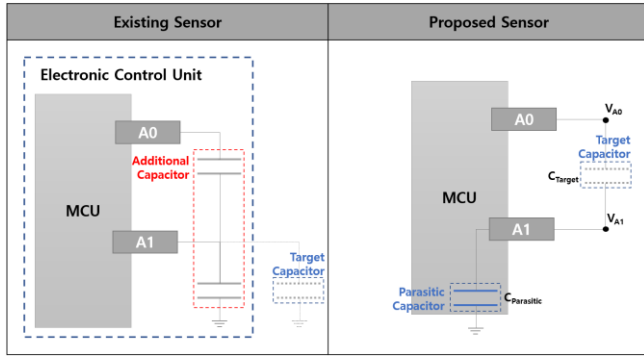 Existing Sensor
Proposed Sensor
Electronic Control Unit
A0
Additional
Capacitor
MCU
A1
Target
Capacitor
A0
VA0
Target
Capacitor
CTarget
MCU
A1
VA1
Parasitic
Capacitor
CParasitic